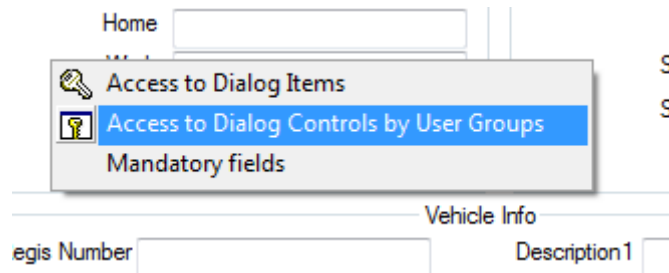 Home
Access to Dialog Items
Access to Dialog Controls by User Groups
Mandatory fields
Vehicle Info
egis Number
Description1